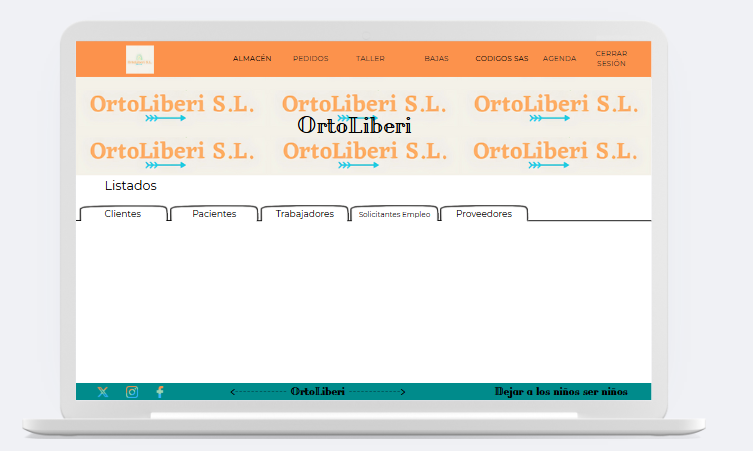 ALMACÉN PEDIDOS TALLER BAJAS CODIGOS SAS AGENDA CERRAR SESIÓN
OrtoLiberi S.L. OrtoLiberi S.L. OrtoLiberi S.L.
OrtoLiberi
OrtoLiberi S.L. OrtoLiberi S.L. OrtoLiberi S.L.
Listados
Clientes Pacientes Trabajadores Solicitantes Empleo Proveedores
OrtoLiberi Dejar a los niños ser niños